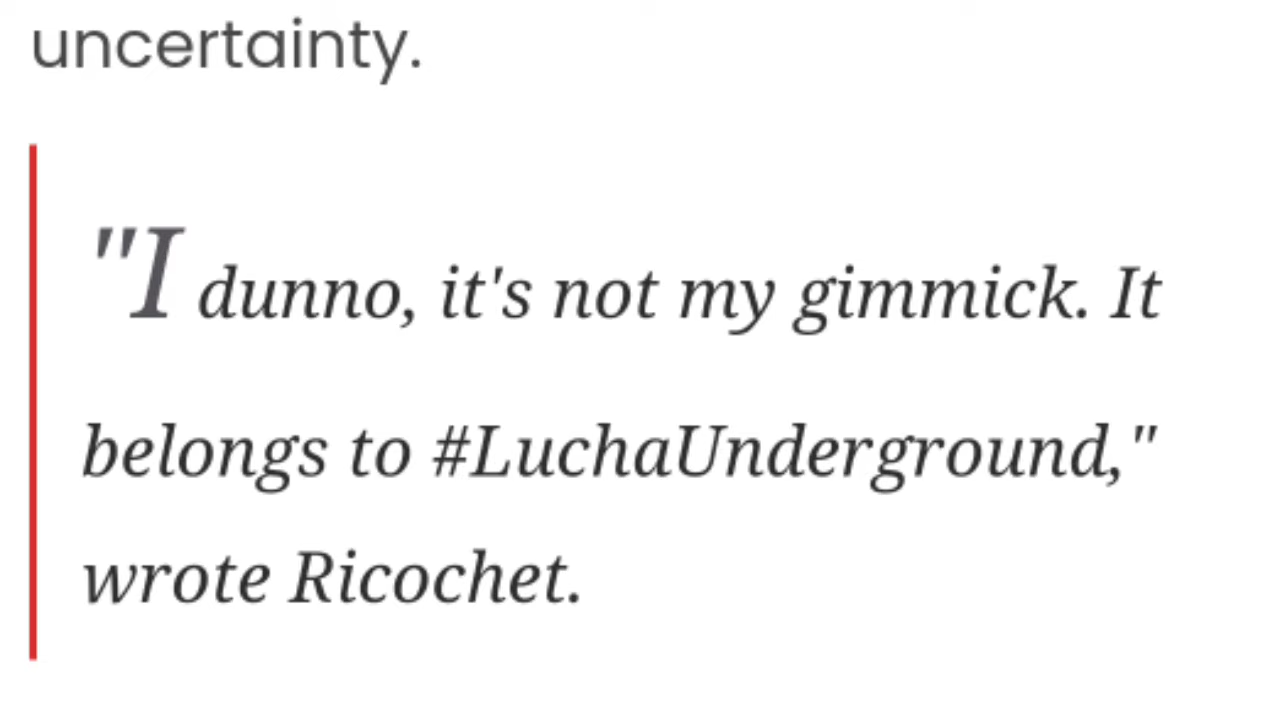 uncertainty.
"I dunno, it's not my gimmick. It
belongs to #LuchaUnderground,"
wrote Ricochet.